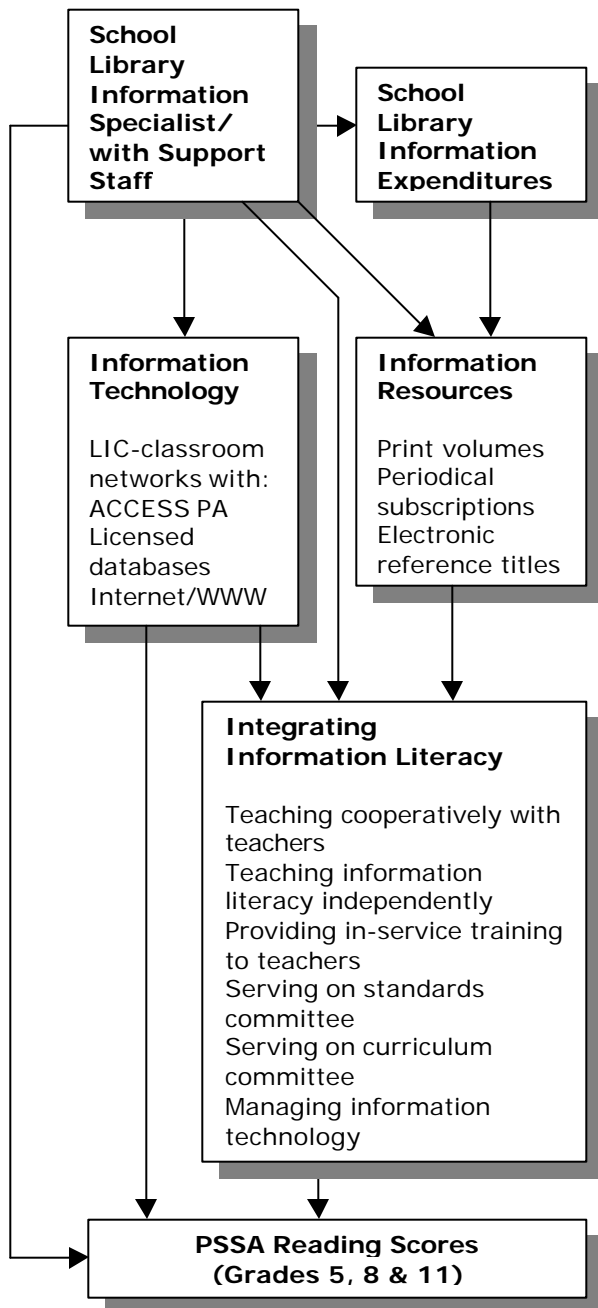 School
Library
Information
Specialist/
with Support
Staff
School
Library
Information
Expenditures
Information
Technology
LIC-classroom
networks with:
ACCESS PA
Licensed
databases
Internet/WWW
Information
Resources
Print volumes
Periodical
subscriptions
Electronic
reference titles
Integrating
Information Literacy
Teaching cooperatively with
teachers
Teaching information
literacy independently
Providing in-service training
to teachers
Serving on standards
committee
Serving on curriculum
committee
Managing information
technology
PSSA Reading Scores
(Grades 5, 8 & 11)